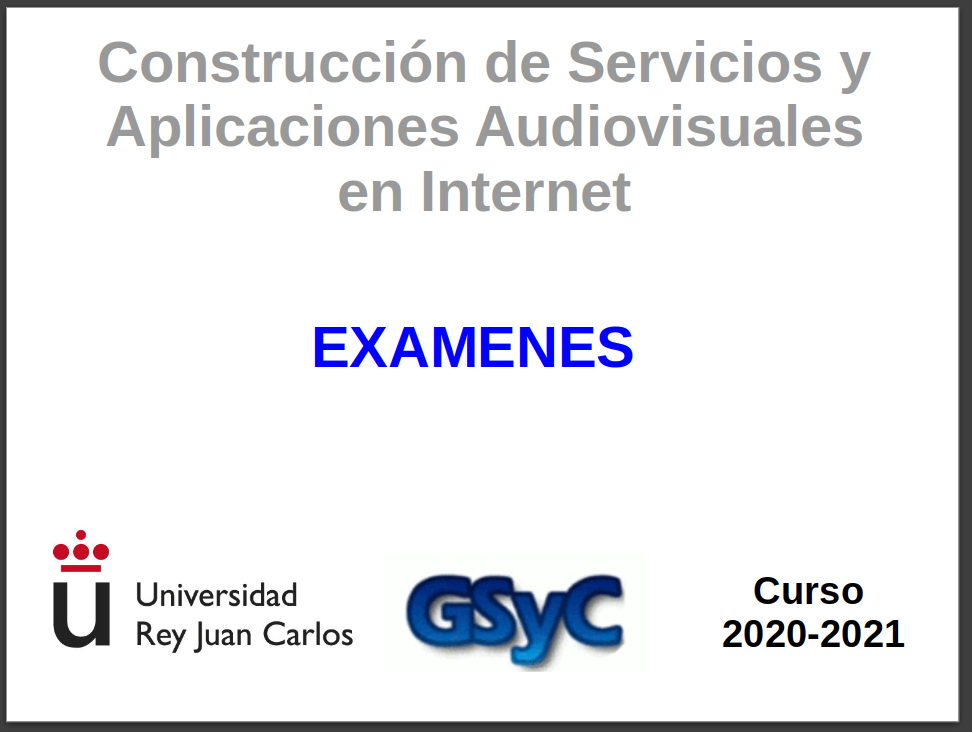 Construcción de Servicios y
Aplicaciones Audiovisuales
en Internet
EXAMENES
Universidad
Rey Juan Carlos
GSyC
Curso
2020-2021